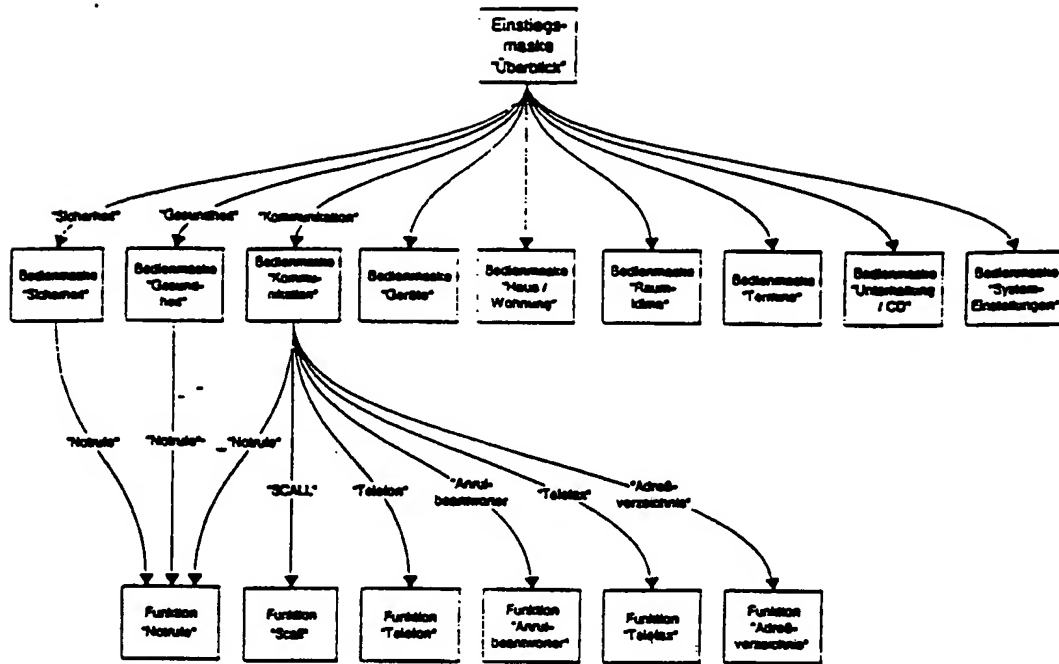 Einstiegs-
maske
"Überblick"
"Sicherheit"
"Gesundheit"
"Kommunikation"
Bedienmaske
"Sicherheit"
Bedienmaske
"Gesund-
heit"
Bedienmaske
"Kommu-
nikation"
Bedienmaske
"Geräte"
Bedienmaske
"Haus /
Wohnung"
Bedienmaske
"Raum-
klima"
Bedienmaske
"Termine"
Bedienmaske
"Unterhaltung
/ CD"
Bedienmaske
"System-
Einstellungen"
"Notrufe"
"Notrufe"
"Notrufe"
"SCALL"
"Telefon"
"Anruf-
beantworter
"Telefax"
"Adreß-
verzeichnis"
Funktion
"Notrufe"
Funktion
"Scall"
Funktion
"Telefon"
Funktion
"Anruf-
beantworter"
Funktion
"Telefax"
Funktion
"Adreß-
verzeichnis"